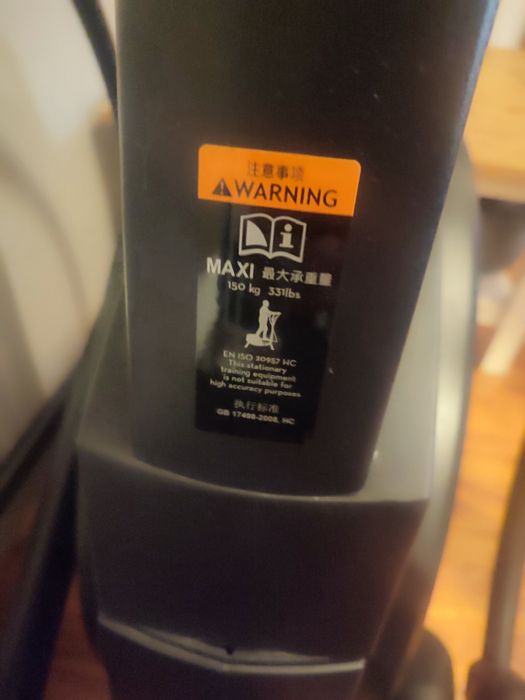 注意事项
WARNING
MAXI 最大承重量
150 kg 331lbs
EN ISO 20957 HC
This stationary
training equipment
is not suitable for
high accuracy purposes
执行标准
GB 17498-2008, HC